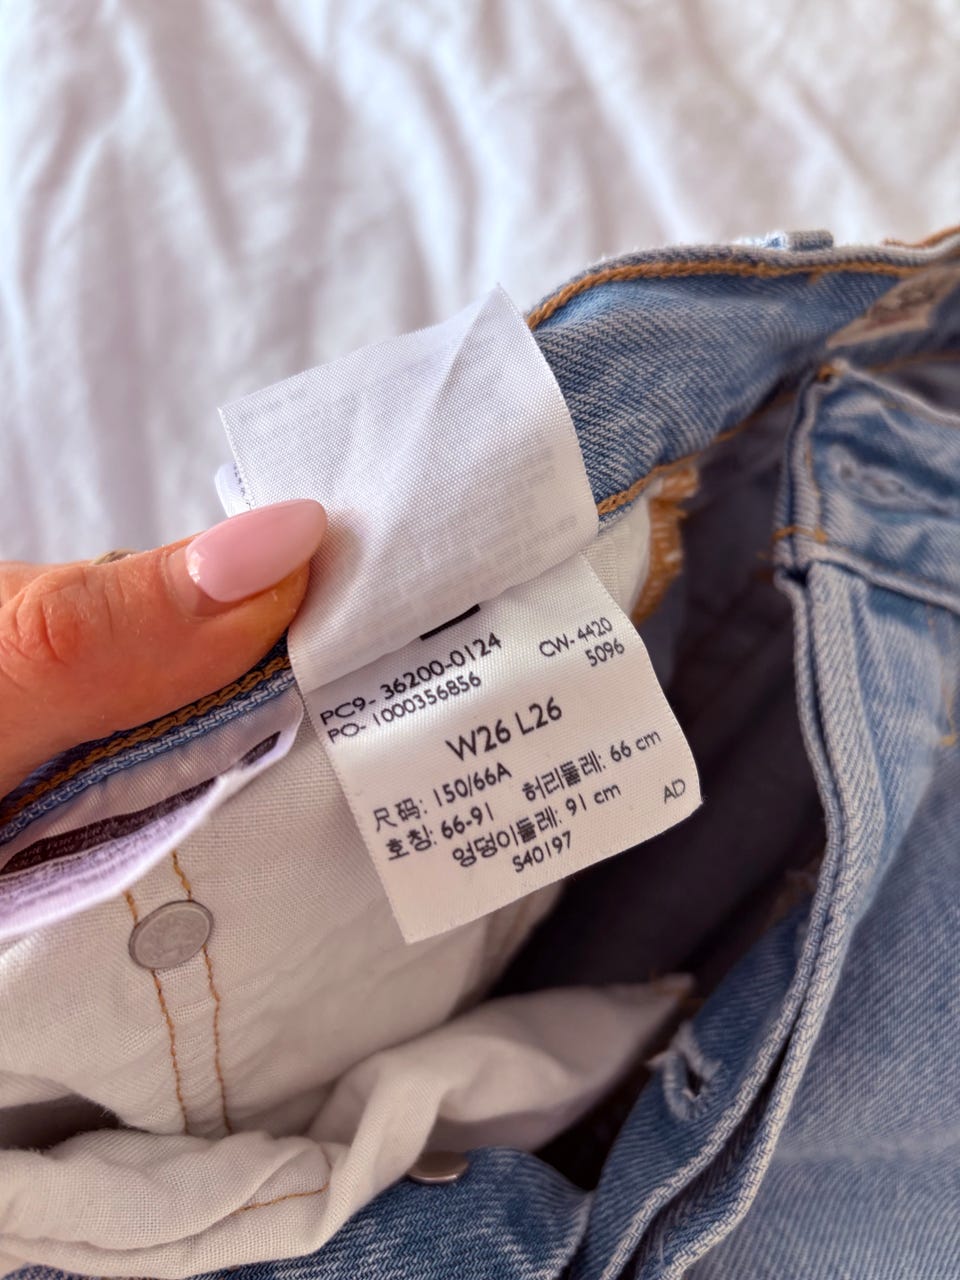 PC9- 36200-0124 CW- 4420
PO- 1000356856 5096
W26 L26
尺码: 150/66A 허리둘레: 66 cm
호칭: 66-91 엉덩이둘레: 91 cm AD
S40197